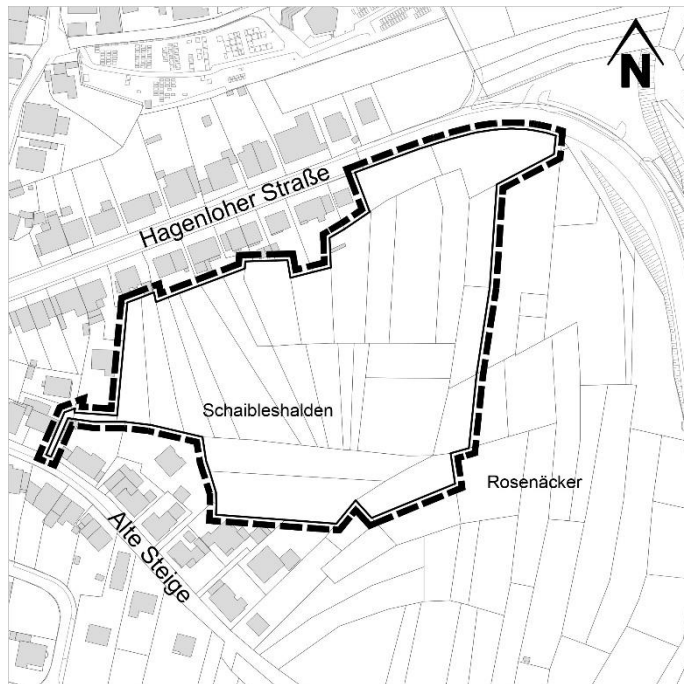 N
Hagenloher Straße
Schaibleshalden
Rosenäcker
Alte Steige